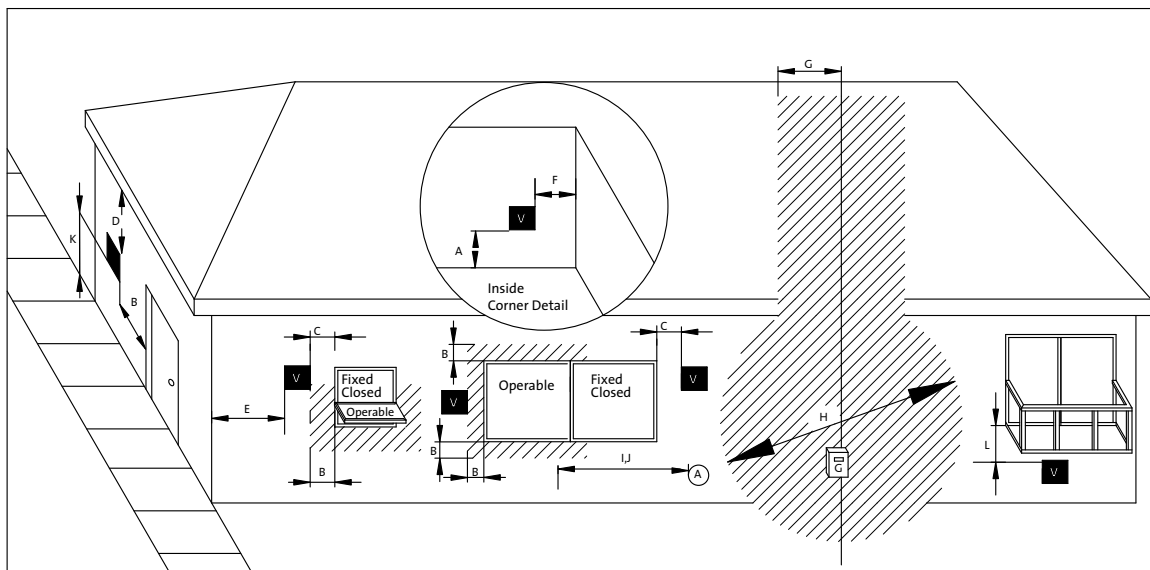 G
F
V
A
Inside
Corner Detail
D
K
B
C
V
Fixed
Closed
Operable
E
B
B
V
B
B
Operable
Fixed
Closed
C
V
I,J
A
H
G
L
V